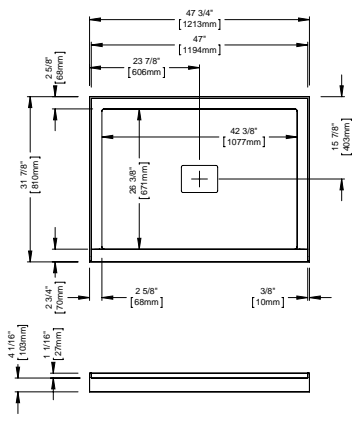 47 3/4"
[1213mm]
47"
[1194mm]
23 7/8"
[606mm]
2 5/8"
[68mm]
31 7/8"
[810mm]
26 3/8"
[671mm]
42 3/8"
[1077mm]
15 7/8"
[403mm]
2 3/4"
[70mm]
2 5/8"
[68mm]
3/8"
[10mm]
4 1/16"
[103mm]
1 1/16"
[27mm]